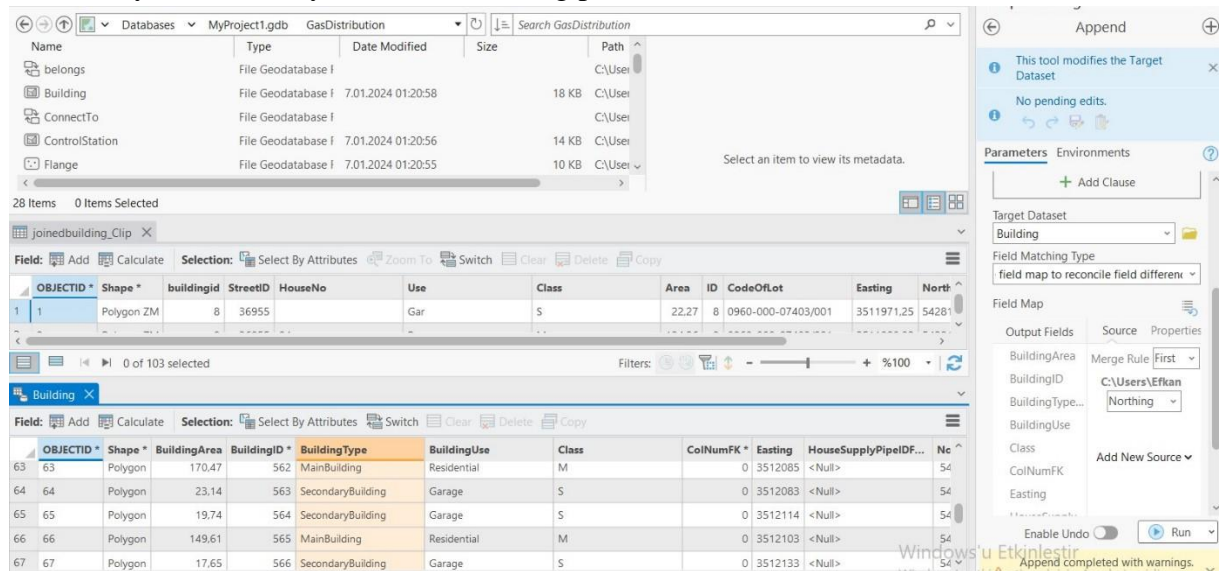 Databases MyProject1.gdb GasDistribution Search GasDistribution
Name Type Date Modified Size Path
belongs File Geodatabase F C:\User
Building File Geodatabase F 7.01.2024 01:20:58 18 KB C:\User
ConnectTo File Geodatabase F C:\User
ControlStation File Geodatabase F 7.01.2024 01:20:56 14 KB C:\User
Flange File Geodatabase F 7.01.2024 01:20:55 10 KB C:\User
Select an item to view its metadata.
28 Items 0 Items Selected
joinedbuilding_Clip
Field: Add Calculate Selection: Select By Attributes Zoom To Switch Clear Delete Copy
OBJECTID * Shape * buildingid StreetID HouseNo Use Class Area ID CodeOfLot Easting North
1 1 Polygon ZM 8 36955 Gar S 22.27 8 0960-000-07403/001 3511971,25 54281
0 of 103 selected Filters: - + %100
Building
Field: Add Calculate Selection: Select By Attributes Switch Clear Delete Copy
OBJECTID * Shape * BuildingArea BuildingID * BuildingType BuildingUse Class ColNumFK * Easting HouseSupplyPipeIDF... Nc
63 63 Polygon 170,47 562 MainBuilding Residential M 0 3512085 <Null> 54
64 64 Polygon 23,14 563 SecondaryBuilding Garage S 0 3512083 <Null> 54
65 65 Polygon 19,74 564 SecondaryBuilding Garage S 0 3512114 <Null> 54
66 66 Polygon 149,61 565 MainBuilding Residential M 0 3512103 <Null> 54
67 67 Polygon 17,65 566 SecondaryBuilding Garage S 0 3512133 <Null> 54
Append
This tool modifies the Target
Dataset
No pending edits.
Parameters Environments
+ Add Clause
Target Dataset
Building
Field Matching Type
field map to reconcile field differenc
Field Map
Output Fields Source Properties
BuildingArea Merge Rule First
BuildingID C:\Users\Efkan
BuildingType... Northing
BuildingUse
Class Add New Source
ColNumFK
Easting
Enable Undo Run
Windows'u Etkinleştir
Append completed with warnings.